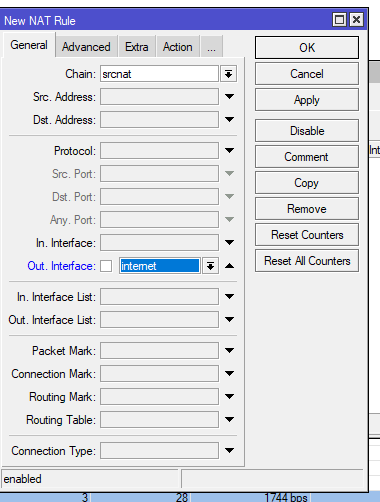 New NAT Rule
General Advanced Extra Action ...
OK
Chain: srcnat
Cancel
Src. Address:
Apply
Dst. Address:
Disable
Protocol:
Comment
Src. Port:
Copy
Dst. Port:
Remove
Any. Port:
In. Interface:
Reset Counters
Out. Interface: internet
Reset All Counters
In. Interface List:
Out. Interface List:
Packet Mark:
Connection Mark:
Routing Mark:
Routing Table:
Connection Type:
enabled
3 28 1744 bps
Int